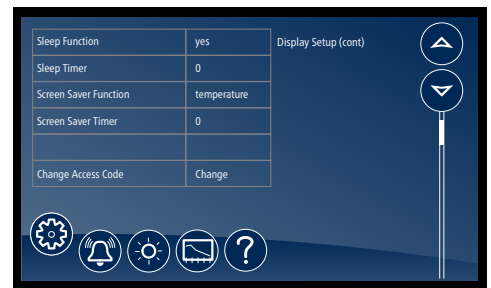 Sleep Function yes Display Setup (cont)
Sleep Timer 0
Screen Saver Function temperature
Screen Saver Timer 0
Change Access Code Change
?